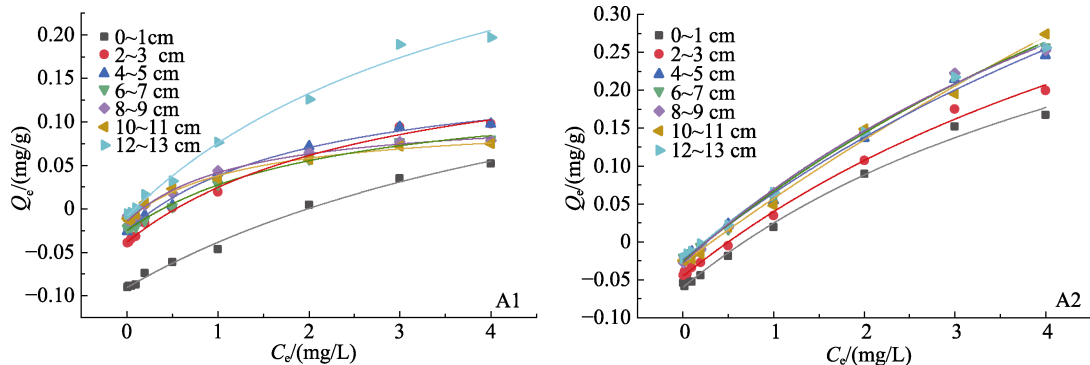 0.20
0.15
0.10
0.05
0
−0.05
−0.10
Q_e/(mg/g)
0~1cm
2~3 cm
4~5 cm
6~7 cm
8~9 cm
10~11 cm
12~13 cm
A1
0 1 2 3 4
C_e/(mg/L)
0.30
0.25
0.20
0.15
0.10
0.05
0
−0.05
0.10
Q_e/(mg/g)
0~1 cm
2~3 cm
4~5 cm
6~7 cm
8~9 cm
10~11 cm
12~13 cm
A2
0 1 2 3 4
C_e/(mg/L)